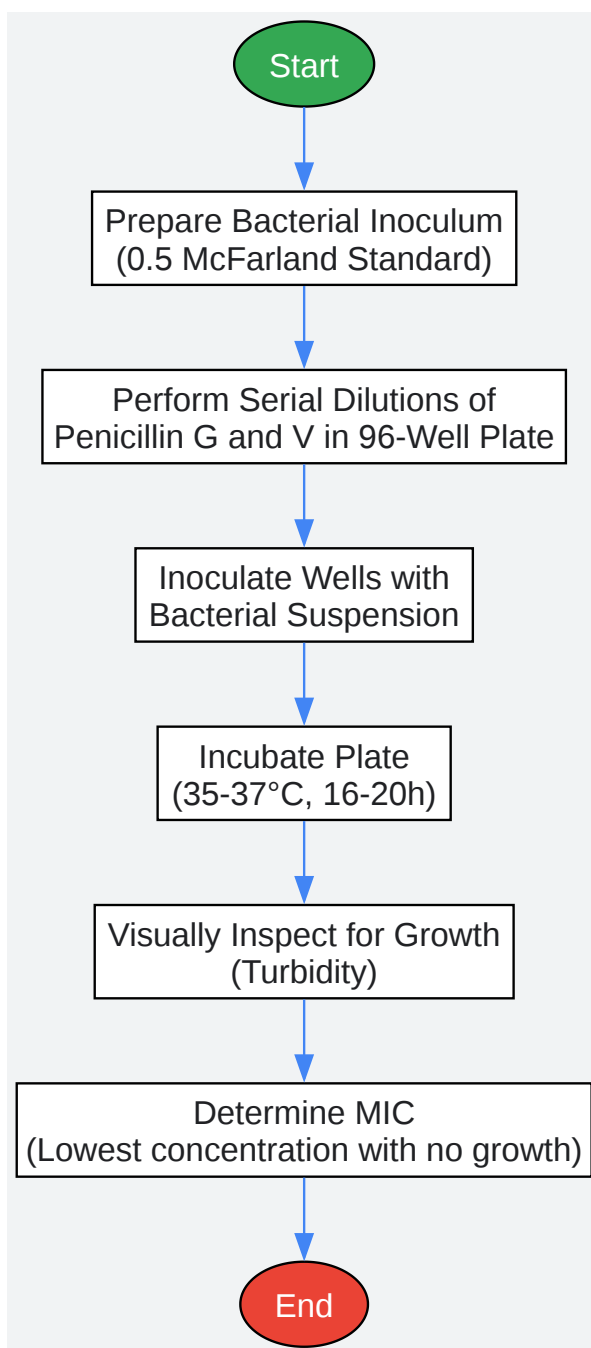 Start
Prepare Bacterial Inoculum
(0.5 McFarland Standard)
Perform Serial Dilutions of
Penicillin G and V in 96-Well Plate
Inoculate Wells with
Bacterial Suspension
Incubate Plate
(35-37°C, 16-20h)
Visually Inspect for Growth
(Turbidity)
Determine MIC
(Lowest concentration with no growth)
End